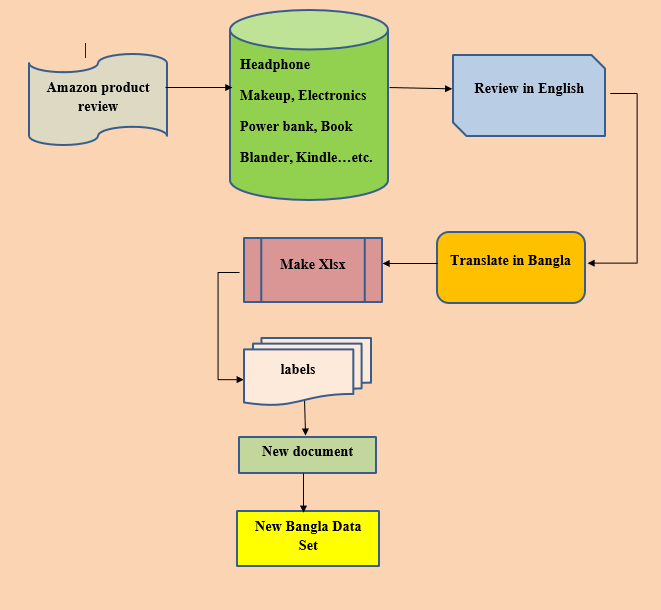 Amazon product
review
Headphone
Makeup, Electronics
Power bank, Book
Blander, Kindle…etc.
Review in English
Translate in Bangla
Make Xlsx
labels
New document
New Bangla Data
Set